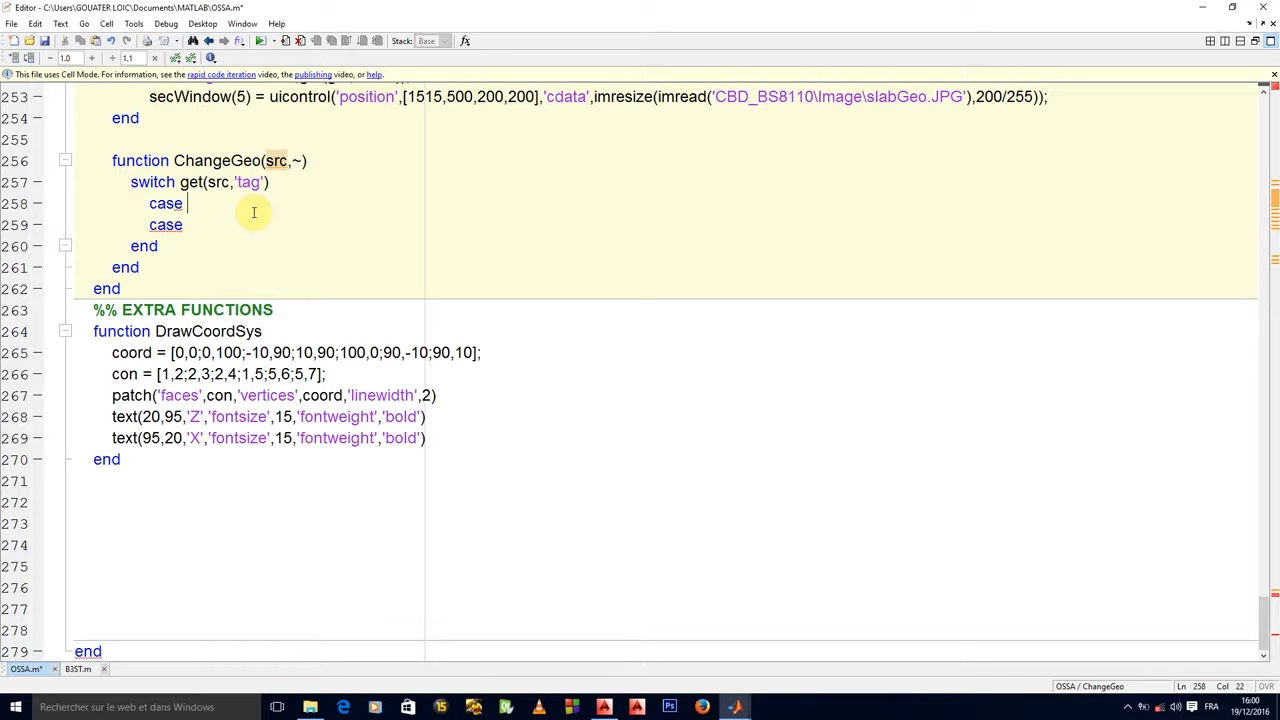 Editor - C:\Users\GOUATER LOIC\Documents\MATLAB\OSSA.m*
File Edit Text Go Cell Tools Debug Desktop Window Help
Stack: Base fx
1.0 1.1
This file uses Cell Mode. For information, see the rapid code iteration video, the publishing video, or help.
253 secWindow(5) = uicontrol('position',[1515,500,200,200],'cdata',imresize(imread('CBD_BS8110\Image\slabGeo.JPG'),200/255));
254 end
255
256 function ChangeGeo(src,~)
257 switch get(src,'tag')
258 case
259 case
260 end
261 end
262 end
263 %% EXTRA FUNCTIONS
264 function DrawCoordSys
265 coord = [0,0;0,100;-10,90;10,90;100,0;90,-10;90,10];
266 con = [1,2;2,3;2,4;1,5;5,6;5,7];
267 patch('faces',con,'vertices',coord,'linewidth',2)
268 text(20,95,'Z','fontsize',15,'fontweight','bold')
269 text(95,20,'X','fontsize',15,'fontweight','bold')
270 end
271
272
273
274
275
276
277
278
279 end
OSSA.m* B3ST.m
OSSA / ChangeGeo Ln 258 Col 22 OVR
Rechercher sur le web et dans Windows
FRA
16:00
19/12/2016